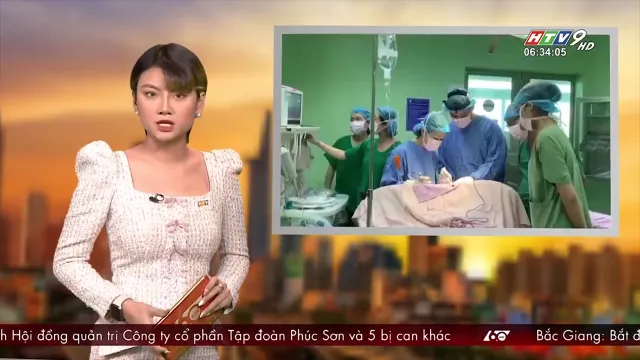 HTV9 HD
06:34:05
h Hội đồng quản trị Công ty cổ phần Tập đoàn Phúc Sơn và 5 bị can khác
Bắc Giang: Bắt đ